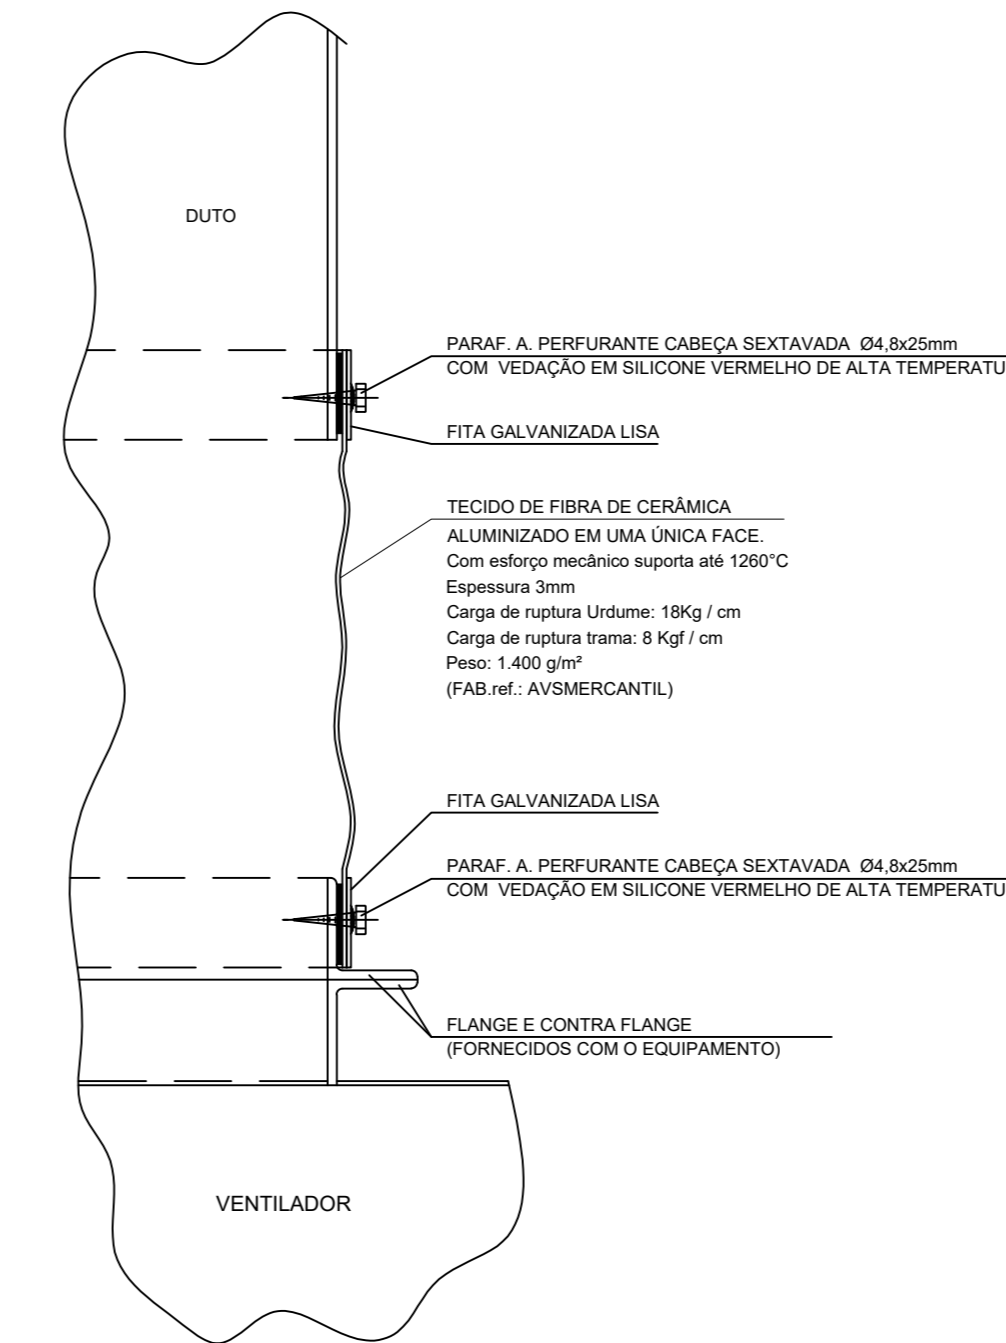 DUTO
PARAF. A. PERFURANTE CABEÇA SEXTAVADA Ø4,8x25mm
COM VEDAÇÃO EM SILICONE VERMELHO DE ALTA TEMPERATU
FITA GALVANIZADA LISA
TECIDO DE FIBRA DE CERÂMICA
ALUMINIZADO EM UMA ÚNICA FACE.
Com esforço mecânico suporta até 1260°C
Espessura 3mm
Carga de ruptura Urdume: 18Kg / cm
Carga de ruptura trama: 8 Kgf / cm
Peso: 1.400 g/m²
(FAB.ref.: AVSMERCANTIL)
FITA GALVANIZADA LISA
PARAF. A. PERFURANTE CABEÇA SEXTAVADA Ø4,8x25mm
COM VEDAÇÃO EM SILICONE VERMELHO DE ALTA TEMPERATU
FLANGE E CONTRA FLANGE
(FORNECIDOS COM O EQUIPAMENTO)
VENTILADOR